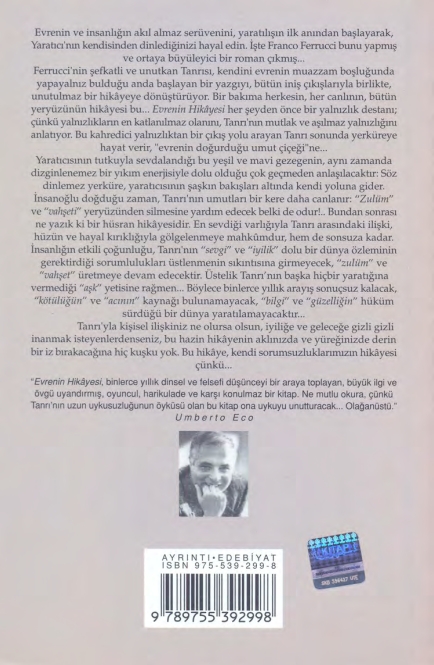 Evrenin ve insanlığın akıl almaz serüvenini, yaratılışın ilk anından başlayarak,
Yaratıcı'nın kendisinden dinlediğinizi hayal edin. İşte Franco Ferrucci bunu yapmış
ve ortaya büyüleyici bir roman çıkmış...
Ferrucci'nin şefkatli ve unutkan Tanrısı, kendini evrenin muazzam boşluğunda
yapayalnız bulduğu anda başlayan bir yazgıyı, bütün iniş çıkışlarıyla birlikte,
unutulmaz bir hikâyeye dönüştürüyor. Bir bakıma herkesin, her canlının, bütün
yeryüzünün hikâyesi bu... Evrenin Hikâyesi her şeyden önce bir yalnızlık destanı;
çünkü yalnızlıkların en katlanılmaz olanını, Tanrı'nın mutlak ve aşılmaz yalnızlığını
anlatıyor. Bu kahredici yalnızlıktan bir çıkış yolu arayan Tanrı sonunda yerküreye
hayat verir, "evrenin doğurduğu umut çiçeği"ne...
Yaratıcısının tutkuyla sevdalandığı bu yeşil ve mavi gezegenin, aynı zamanda
dizginlenemez bir yıkım enerjisiyle dolu olduğu çok geçmeden anlaşılacaktır: Söz
dinlemez yerküre, yaratıcısının şaşkın bakışları altında kendi yoluna gider.
İnsanoğlu doğduğu zaman, Tanrı'nın umutları bir kere daha canlanır: "Zulüm"
ve "vahşeti" yeryüzünden silmesine yardım edecek belki de odur!.. Bundan sonrası
ne yazık ki bir hüsran hikâyesidir. En sevdiği varlığıyla Tanrı arasındaki ilişki,
hüzün ve hayal kırıklığıyla gölgelenmeye mahkûmdur, hem de sonsuza kadar.
İnsanlığın etkili çoğunluğu, Tanrı'nın "sevgi" ve "iyilik" dolu bir dünya özleminin
gerektirdiği sorumlulukları üstlenmenin sıkıntısına girmeyecek, "zulüm" ve
"vahşet" üretmeye devam edecektir. Üstelik Tanrı'nın başka hiçbir yaratığına
vermediği "aşk" yetisine rağmen... Böylece binlerce yıllık arayış sonuçsuz kalacak,
"kötülüğün" ve "acının" kaynağı bulunamayacak, "bilgi" ve "güzelliğin" hüküm
sürdüğü bir dünya yaratılamayacaktır...
Tanrı'yla kişisel ilişkiniz ne olursa olsun, iyiliğe ve geleceğe gizli gizli
inanmak isteyenlerdenseniz, bu hazin hikâyenin aklınızda ve yüreğinizde derin
bir iz bırakacağına hiç kuşku yok. Bu hikâye, kendi sorumsuzluklarımızın hikâyesi
çünkü...
"Evrenin Hikâyesi, binlerce yıllık dinsel ve felsefi düşünceyi bir araya toplayan, büyük ilgi ve
övgü uyandırmış, oyuncul, harikulade ve karşı konulmaz bir kitap. Ne mutlu okura, çünkü
Tanrı'nın uzun uykusuzluğunun öyküsü olan bu kitap ona uykuyu unutturacak... Olağanüstü."
Umberto Eco
AYRINTI•EDEBİYAT
ISBN 975-539-299-8
9 789755 392998